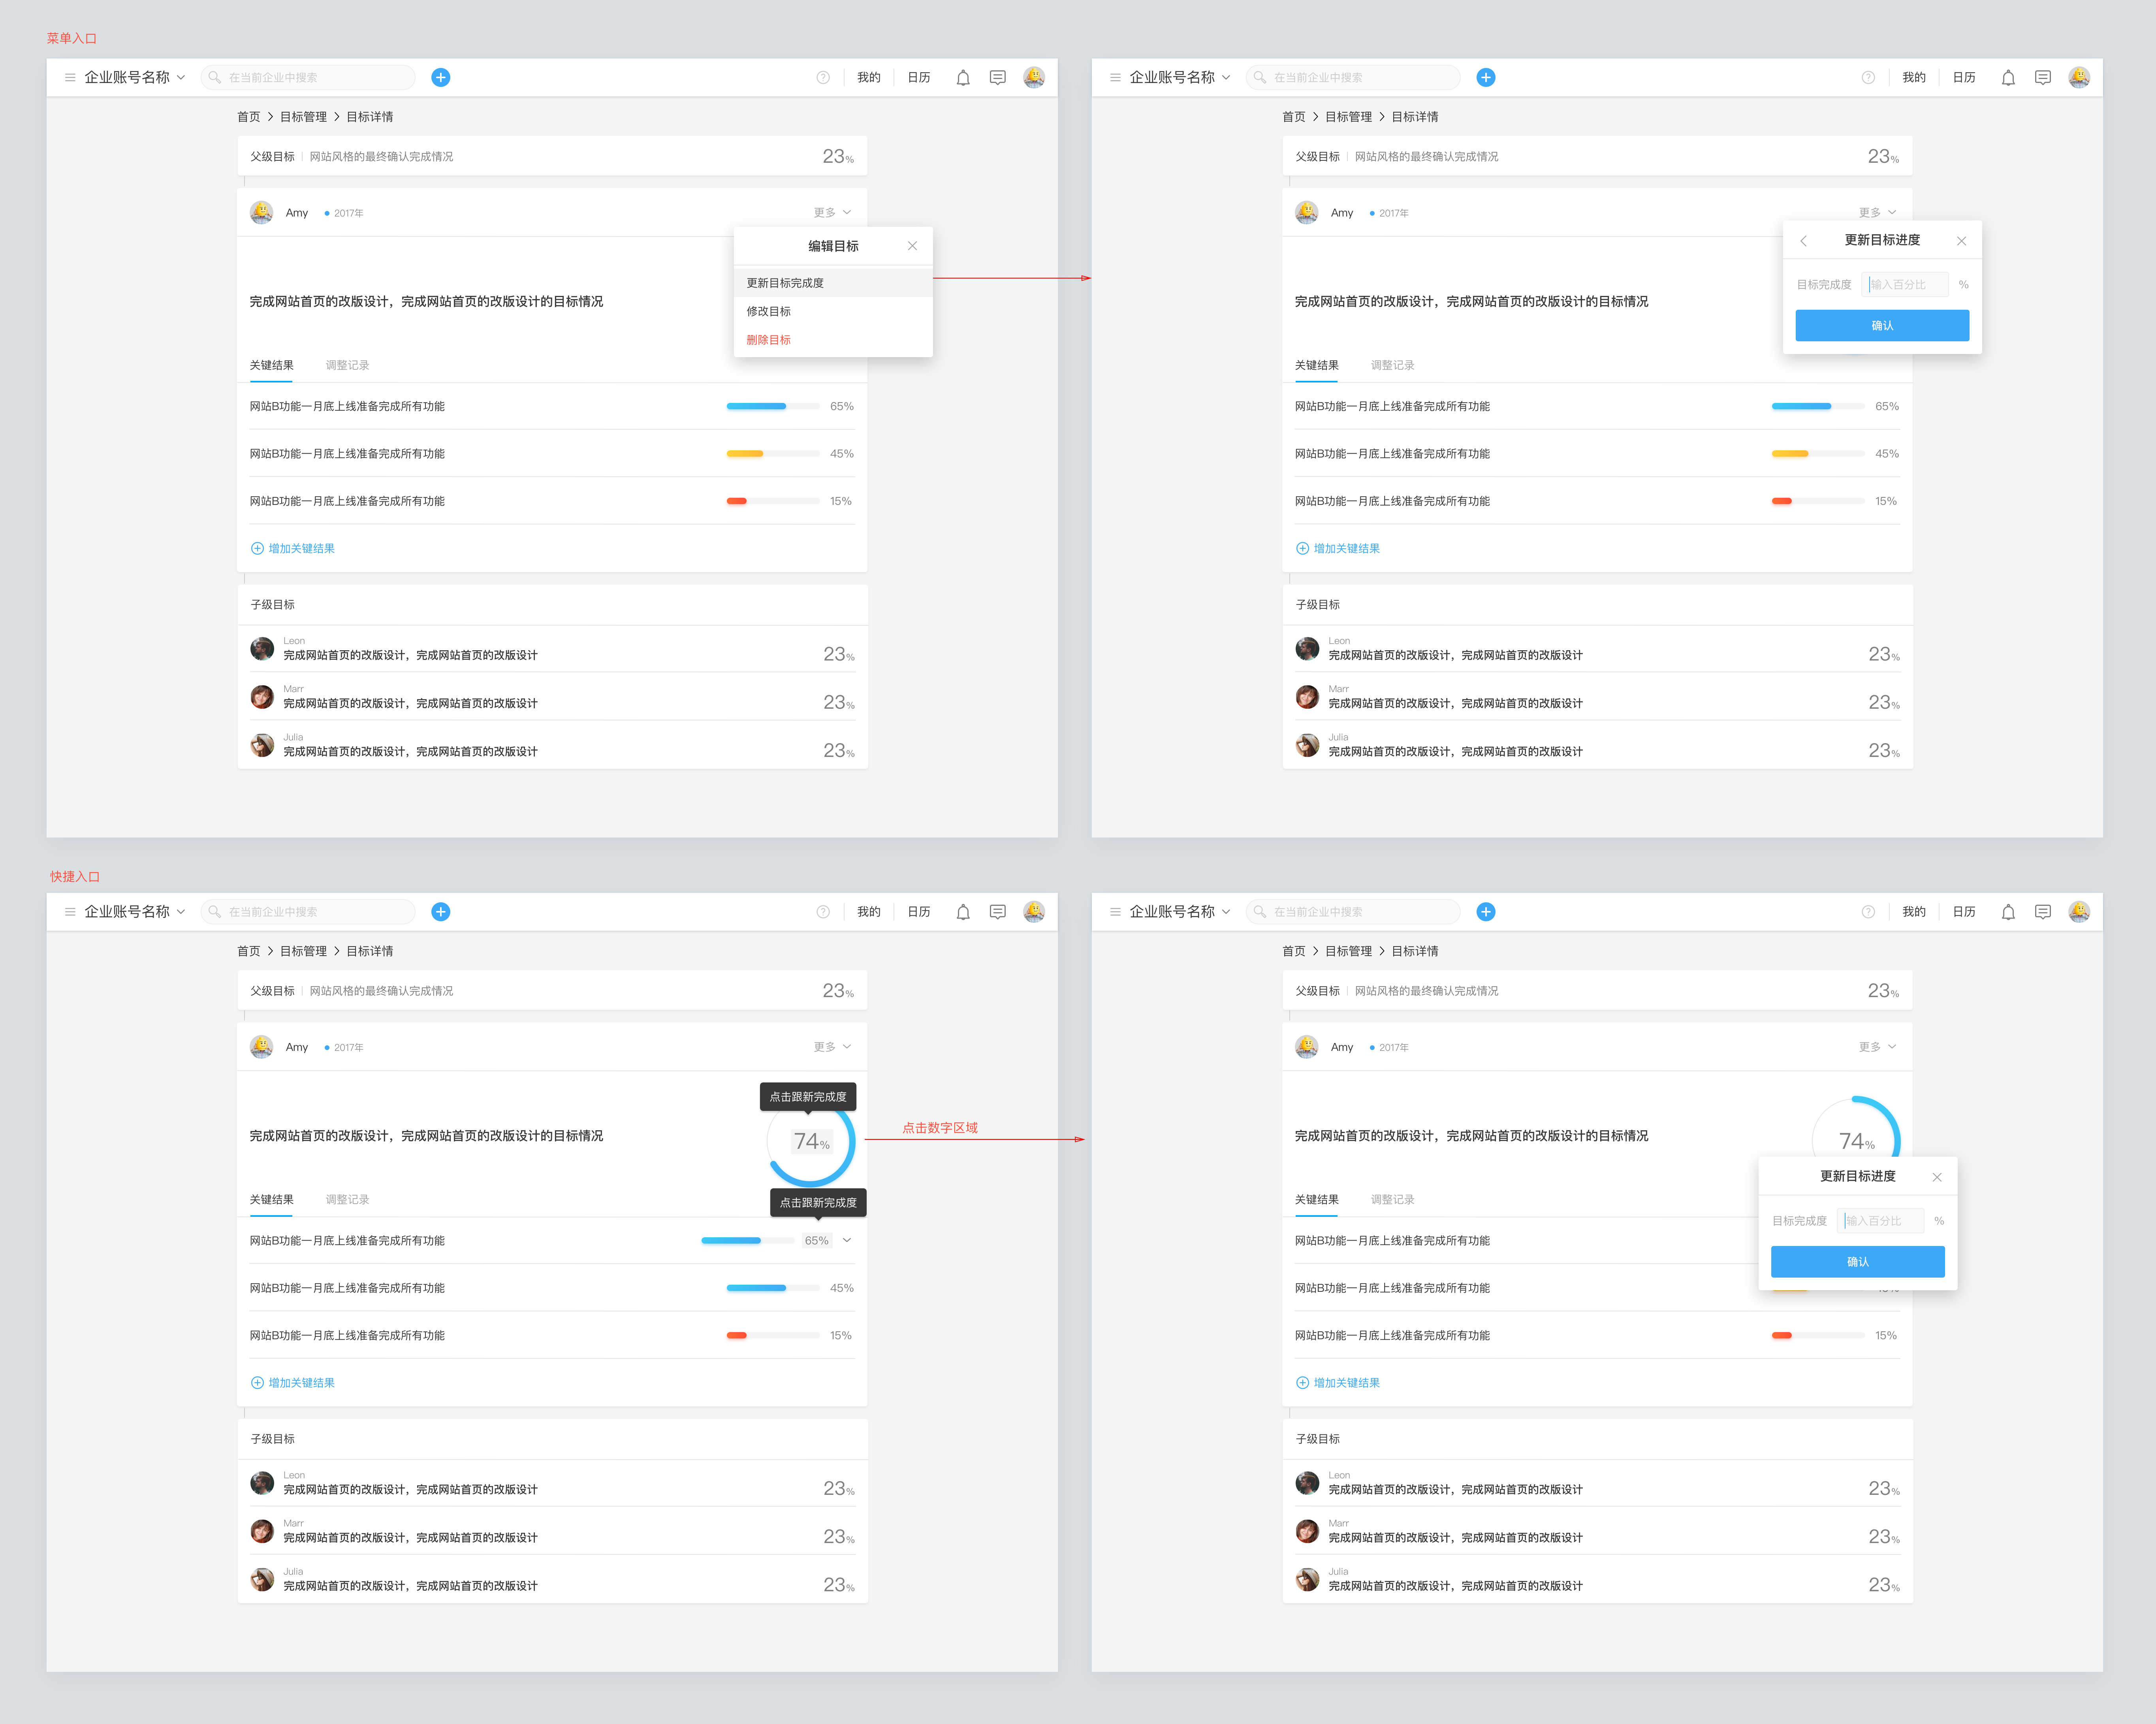 菜单入口
企业账号名称 在当前企业中搜索 我的 日历
首页 > 目标管理 > 目标详情
父级目标 网站风格的最终确认完成情况 23%
Amy 2017年 更多
编辑目标
更新目标完成度
修改目标
删除目标
完成网站首页的改版设计，完成网站首页的改版设计的目标情况
关键结果 调整记录
网站B功能一月底上线准备完成所有功能 65%
网站B功能一月底上线准备完成所有功能 45%
网站B功能一月底上线准备完成所有功能 15%
增加关键结果
子级目标
Leon
完成网站首页的改版设计，完成网站首页的改版设计 23%
Marr
完成网站首页的改版设计，完成网站首页的改版设计 23%
Julia
完成网站首页的改版设计，完成网站首页的改版设计 23%
企业账号名称 在当前企业中搜索 我的 日历
首页 > 目标管理 > 目标详情
父级目标 网站风格的最终确认完成情况 23%
Amy 2017年 更多
更新目标进度
目标完成度 输入百分比 %
确认
完成网站首页的改版设计，完成网站首页的改版设计的目标情况
关键结果 调整记录
网站B功能一月底上线准备完成所有功能 65%
网站B功能一月底上线准备完成所有功能 45%
网站B功能一月底上线准备完成所有功能 15%
增加关键结果
子级目标
Leon
完成网站首页的改版设计，完成网站首页的改版设计 23%
Marr
完成网站首页的改版设计，完成网站首页的改版设计 23%
Julia
完成网站首页的改版设计，完成网站首页的改版设计 23%
快捷入口
企业账号名称 在当前企业中搜索 我的 日历
首页 > 目标管理 > 目标详情
父级目标 网站风格的最终确认完成情况 23%
Amy 2017年 更多
点击跟新完成度
完成网站首页的改版设计，完成网站首页的改版设计的目标情况 74%
点击数字区域
关键结果 调整记录 点击跟新完成度
网站B功能一月底上线准备完成所有功能 65%
网站B功能一月底上线准备完成所有功能 45%
网站B功能一月底上线准备完成所有功能 15%
增加关键结果
子级目标
Leon
完成网站首页的改版设计，完成网站首页的改版设计 23%
Marr
完成网站首页的改版设计，完成网站首页的改版设计 23%
Julia
完成网站首页的改版设计，完成网站首页的改版设计 23%
企业账号名称 在当前企业中搜索 我的 日历
首页 > 目标管理 > 目标详情
父级目标 网站风格的最终确认完成情况 23%
Amy 2017年 更多
完成网站首页的改版设计，完成网站首页的改版设计的目标情况 74%
更新目标进度
目标完成度 输入百分比 %
确认
关键结果 调整记录
网站B功能一月底上线准备完成所有功能
网站B功能一月底上线准备完成所有功能
网站B功能一月底上线准备完成所有功能 15%
增加关键结果
子级目标
Leon
完成网站首页的改版设计，完成网站首页的改版设计 23%
Marr
完成网站首页的改版设计，完成网站首页的改版设计 23%
Julia
完成网站首页的改版设计，完成网站首页的改版设计 23%